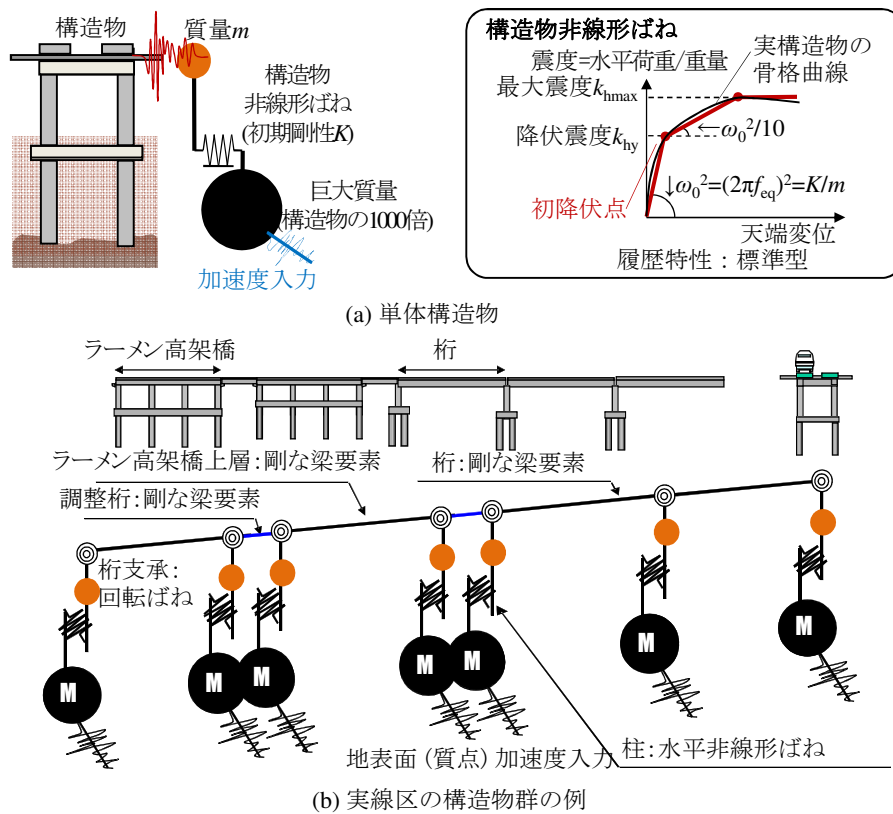 構造物
質量m
構造物
非線形ばね
(初期剛性K)
巨大質量
(構造物の1000倍)
加速度入力
構造物非線形ばね
震度=水平荷重/重量
最大震度khmax
実構造物の
骨格曲線
降伏震度khy
←ω0²/10
初降伏点
↓ω0²=(2πfeq)²=K/m
天端変位
履歴特性：標準型
(a) 単体構造物
ラーメン高架橋
桁
ラーメン高架橋上層：剛な梁要素
桁：剛な梁要素
調整桁：剛な梁要素
桁支承：
回転ばね
M
M
M
M
M
M
M
地表面 (質点) 加速度入力
柱：水平非線形ばね
(b) 実線区の構造物群の例